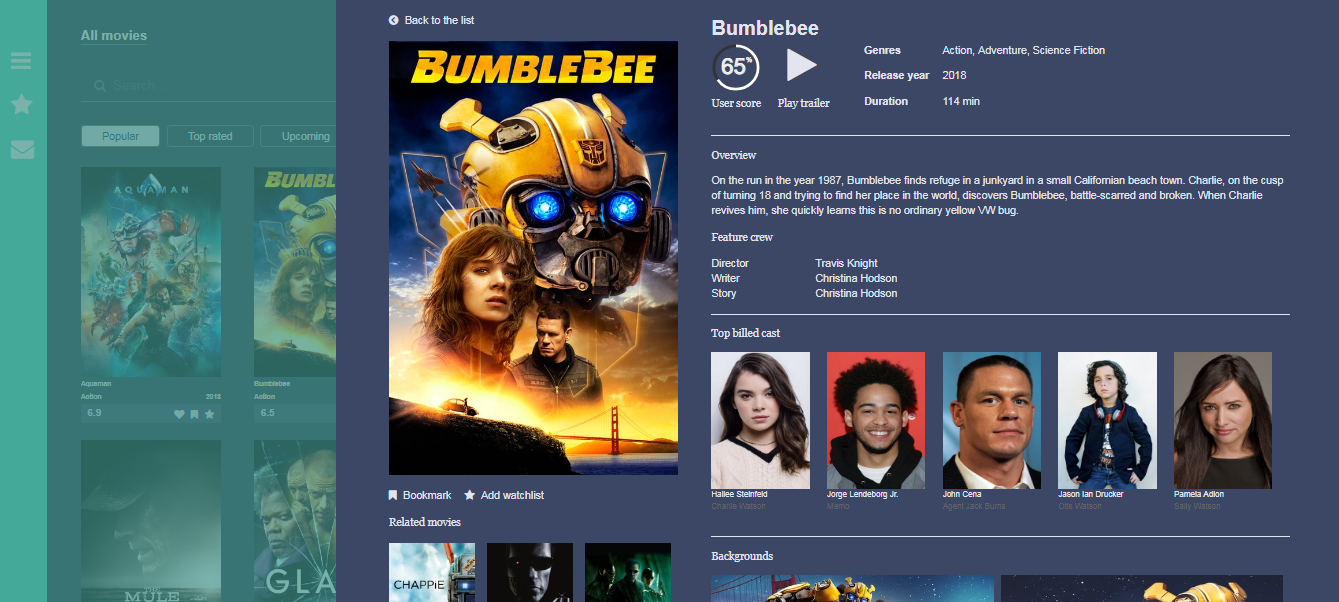 All movies
Search
Popular
Top rated
Upcoming
AQUAMAN
Aquaman
Action
2018
6.9
BUMBL
Bumblebee
Action
6.5
THE
MULE
GLA
Back to the list
BUMBLEBEE
Bookmark
Add watchlist
Related movies
CHAPPiE
Bumblebee
65%
User score
Play trailer
Genres Action, Adventure, Science Fiction
Release year 2018
Duration 114 min
Overview
On the run in the year 1987, Bumblebee finds refuge in a junkyard in a small Californian beach town. Charlie, on the cusp
of turning 18 and trying to find her place in the world, discovers Bumblebee, battle-scarred and broken. When Charlie
revives him, she quickly learns this is no ordinary yellow VW bug.
Feature crew
Director Travis Knight
Writer Christina Hodson
Story Christina Hodson
Top billed cast
Hailee Steinfeld
Charlie Watson
Jorge Lendeborg Jr.
Memo
John Cena
Agent Jack Burns
Jason Ian Drucker
Otis Watson
Pamela Adlon
Sally Watson
Backgrounds